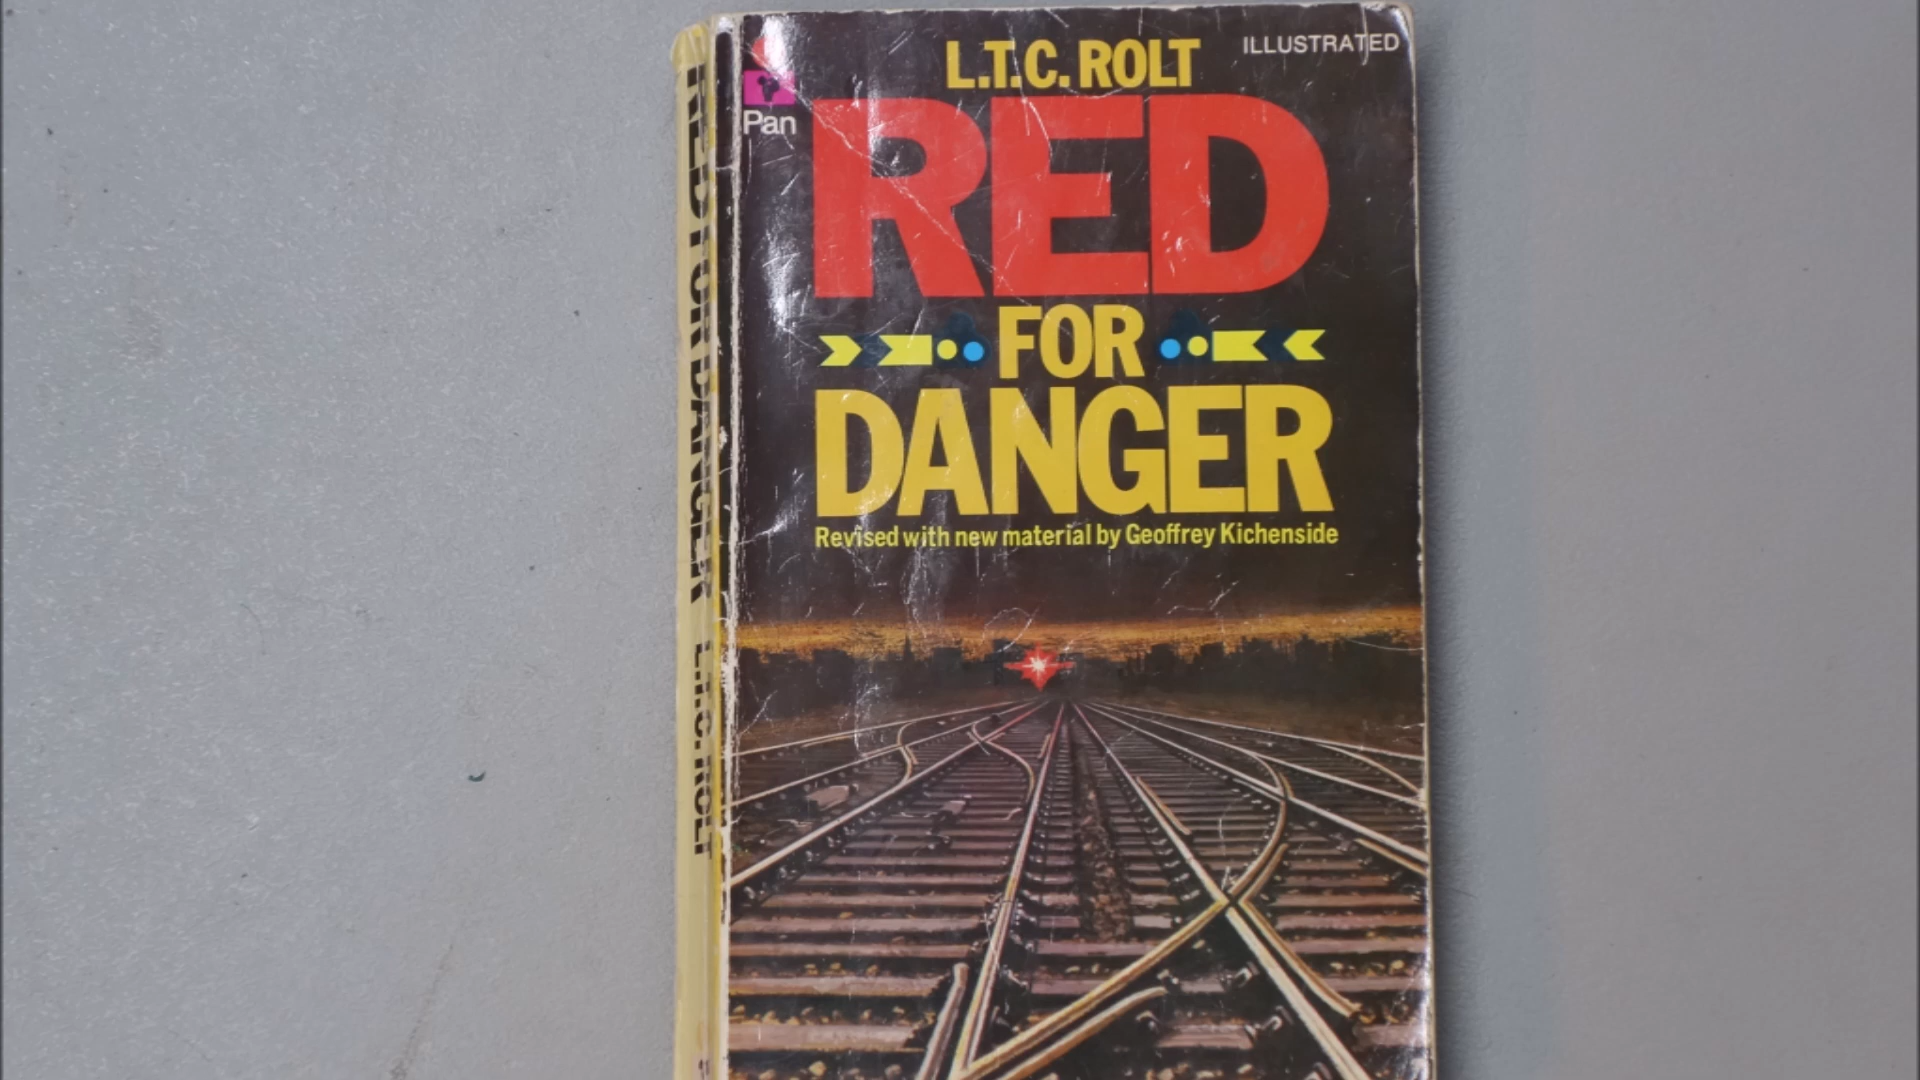 L.T.C. ROLT
ILLUSTRATED
Pan
RED
FOR
DANGER
Revised with new material by Geoffrey Kichenside
RED FOR DANGER L.T.C. ROLT